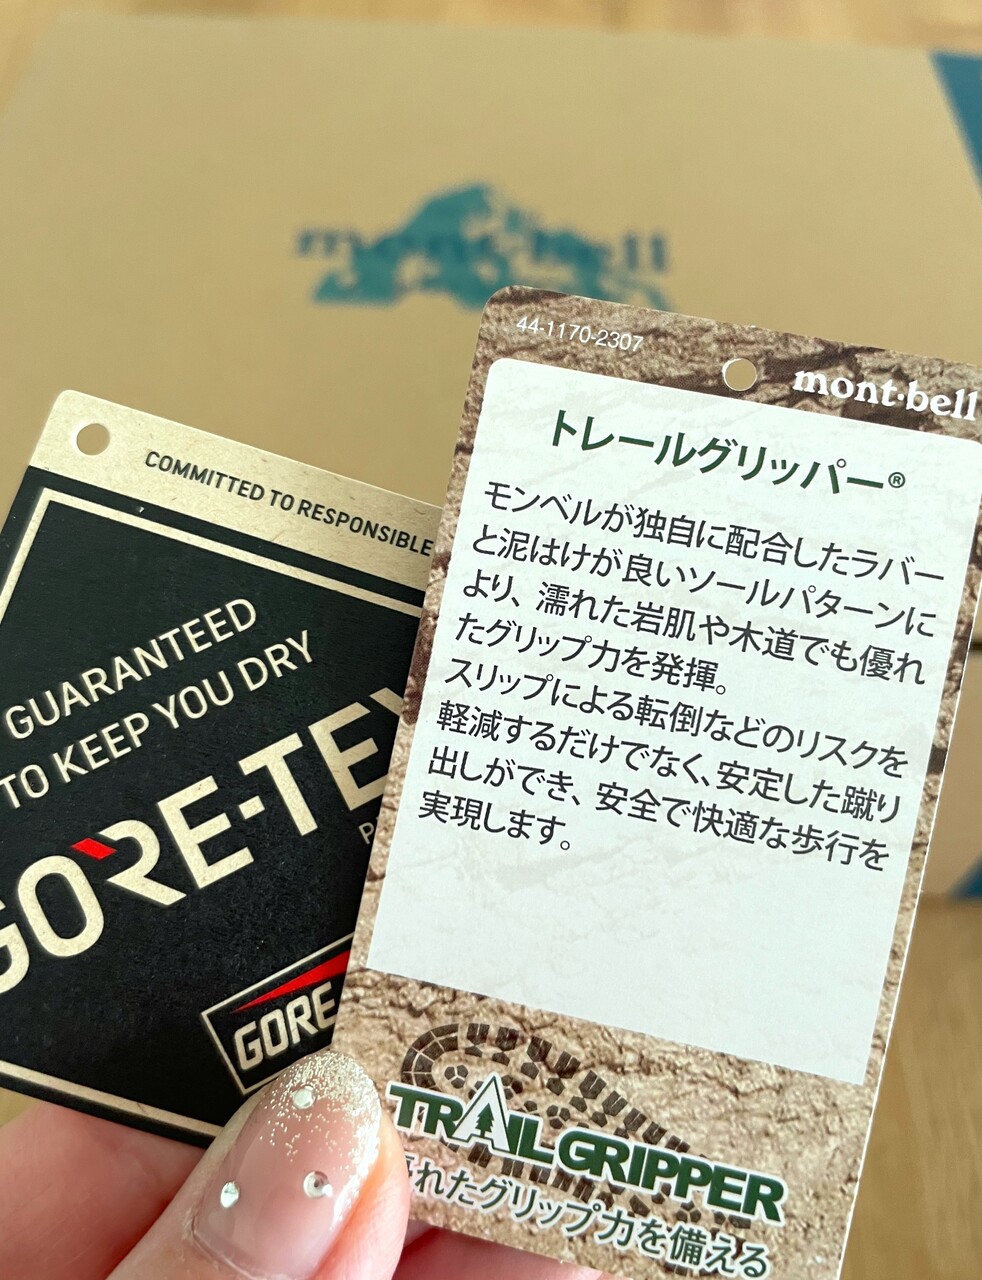 mont-bell
44-1170-2307
mont-bell
トレールグリッパー®
モンベルが独自に配合したラバー
と泥はけが良いソールパターンに
より、濡れた岩肌や木道でも優れ
たグリップ力を発揮。
スリップによる転倒などのリスクを
軽減するだけでなく、安定した蹴り
出しができ、安全で快適な歩行を
実現します。
TRAIL GRIPPER
れたグリップ力を備える
COMMITTED TO RESPONSIBLE
GUARANTEED
TO KEEP YOU DRY
GORE-TEX
GORE